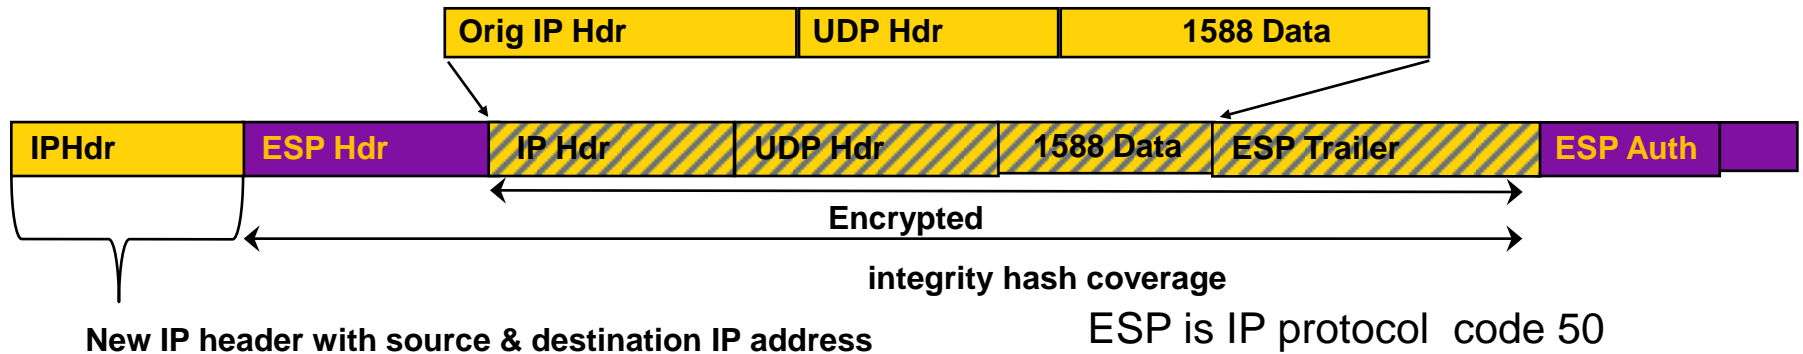 Orig IP Hdr UDP Hdr 1588 Data
IPHdr ESP Hdr IP Hdr UDP Hdr 1588 Data ESP Trailer ESP Auth
Encrypted
integrity hash coverage
New IP header with source & destination IP address
ESP is IP protocol code 50